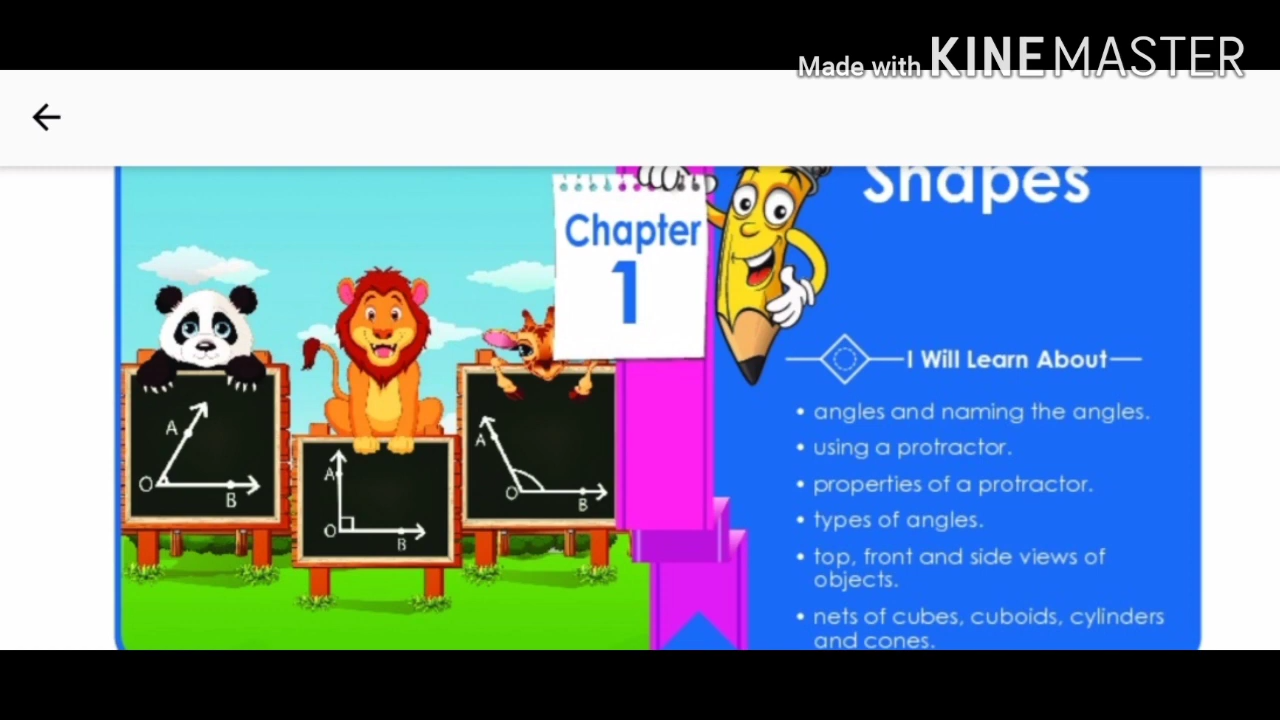 Made with KINEMASTER
Shapes
Chapter
1
I Will Learn About
• angles and naming the angles.
• using a protractor.
• properties of a protractor.
• types of angles.
• top, front and side views of
objects.
• nets of cubes, cuboids, cylinders
and cones.
A
O
B
A
O
B
A
O
B